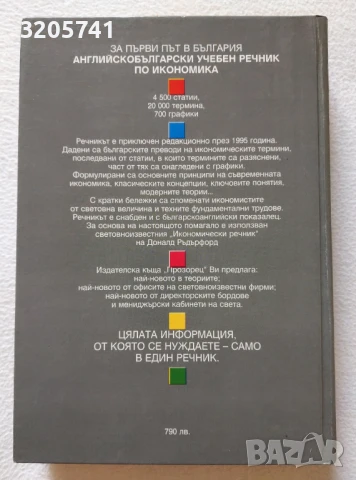 3205741
ЗА ПЪРВИ ПЪТ В БЪЛГАРИЯ
АНГЛИЙСКОБЪЛГАРСКИ УЧЕБЕН РЕЧНИК
ПО ИКОНОМИКА
4 500 статии,
20 000 термина,
700 графики
Речникът е приключен редакционно през 1995 година.
Дадени са българските преводи на икономическите термини,
последвани от статии, в които термините са разяснени,
част от тях са онагледени с графики.
Формулирани са основните принципи на съвременната
икономика, класическите концепции, ключовите понятия,
модерните теории...
С кратки бележки са споменати икономистите
от световна величина и техните фундаментални трудове.
Речникът е снабден и с българскоанглийски показалец.
За основа на настоящото помагало е използван
световноизвестния „Икономически речник"
на Доналд Ръдърфорд
Издателска къща „Прозорец" Ви предлага:
най-новото в теориите;
най-новото от офисите на световноизвестни фирми;
най-новото от директорските бордове
и мениджърски кабинети на света.
ЦЯЛАТА ИНФОРМАЦИЯ,
ОТ КОЯТО СЕ НУЖДАЕТЕ – САМО
В ЕДИН РЕЧНИК.
790 лв.
BAZAR
bg